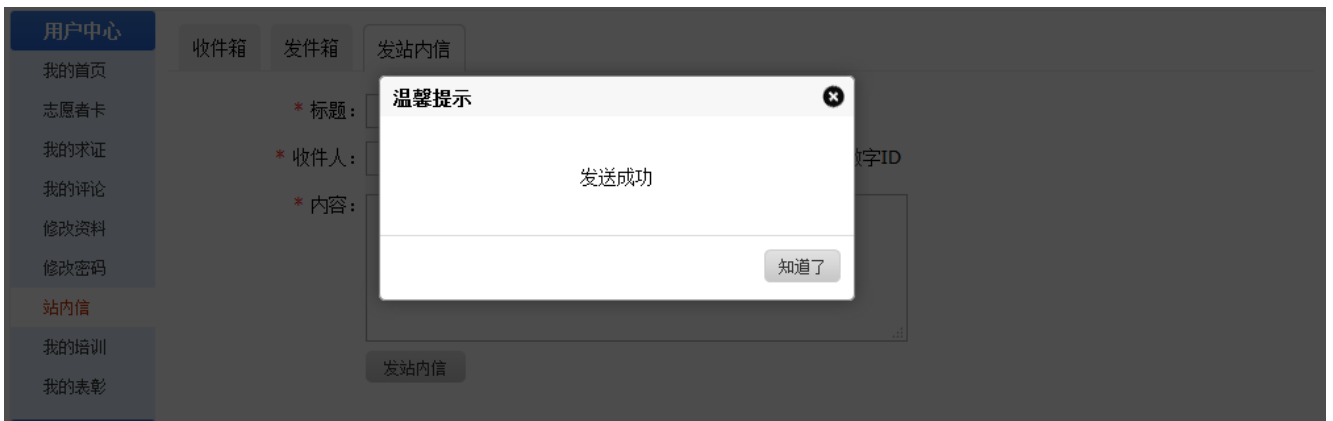 用户中心
我的首页
志愿者卡
我的求证
我的评论
修改资料
修改密码
站内信
我的培训
我的表彰
收件箱 发件箱 发站内信
* 标题：
* 收件人： 字ID
* 内容：
发站内信
温馨提示
发送成功
知道了